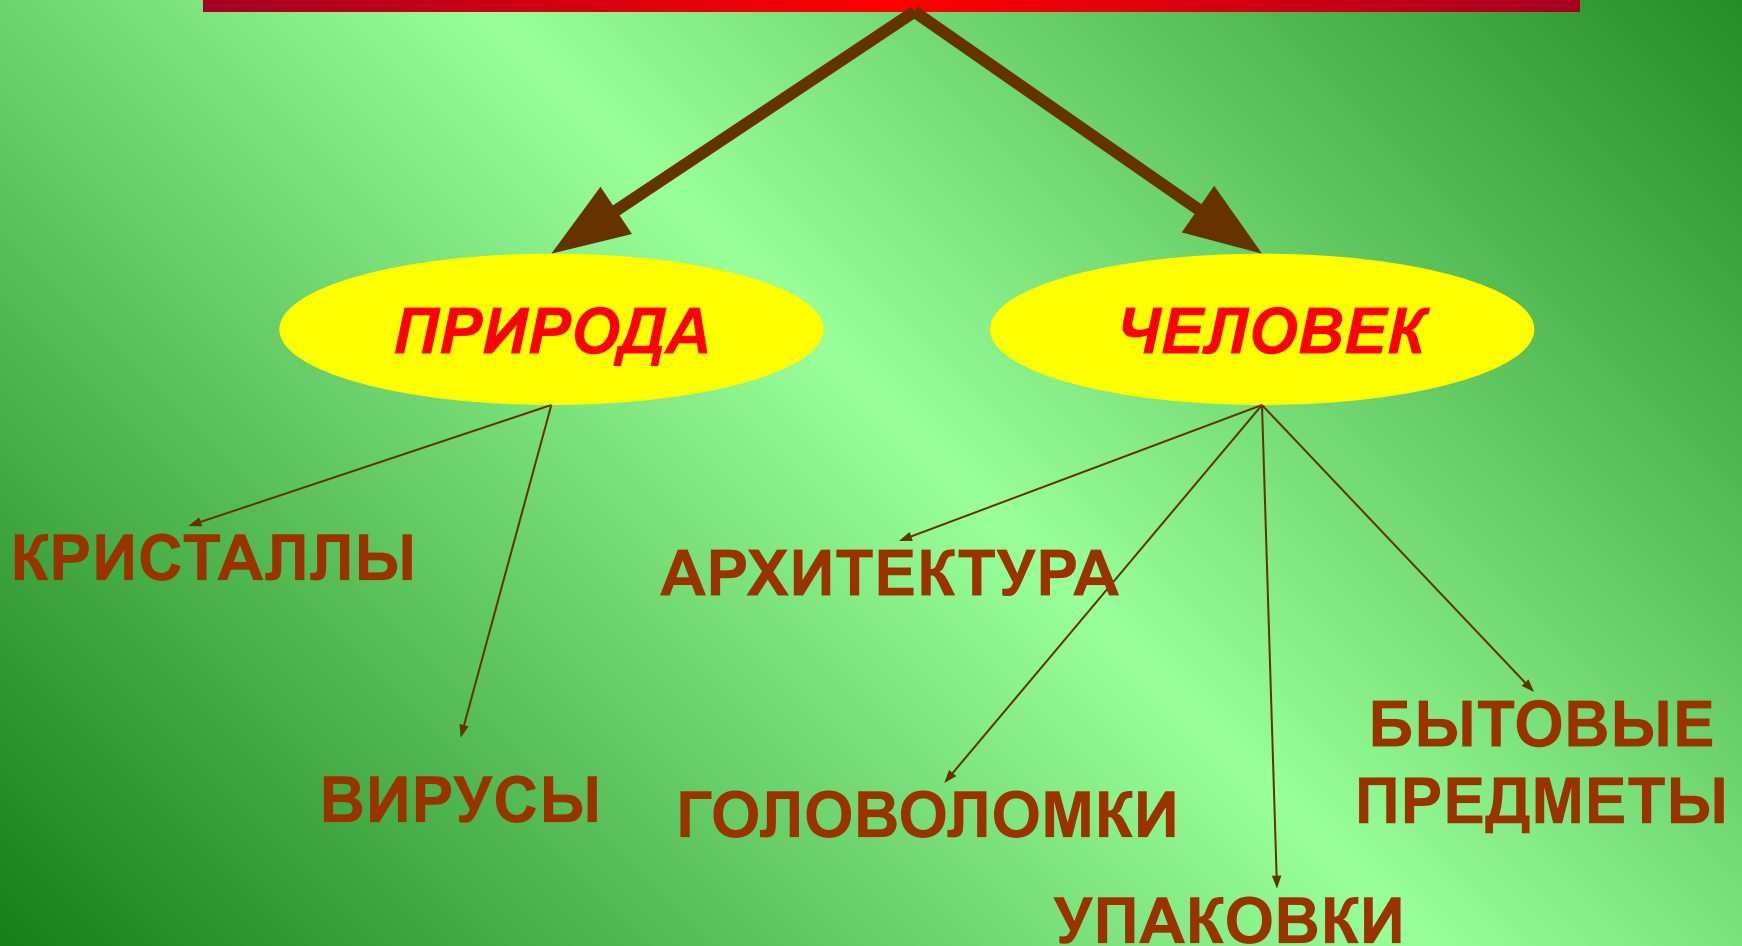 ПРИРОДА
ЧЕЛОВЕК
КРИСТАЛЛЫ
АРХИТЕКТУРА
ВИРУСЫ
ГОЛОВОЛОМКИ
БЫТОВЫЕ
ПРЕДМЕТЫ
УПАКОВКИ